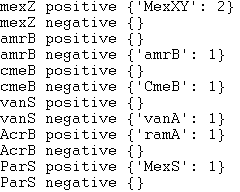 mexZ positive {'MexXY': 2}
mexZ negative {}
amrB positive {}
amrB negative {'amrB': 1}
cmeB positive {}
cmeB negative {'CmeB': 1}
vanS positive {}
vanS negative {'vanA': 1}
AcrB positive {'ramA': 1}
AcrB negative {}
ParS positive {'MexS': 1}
ParS negative {}